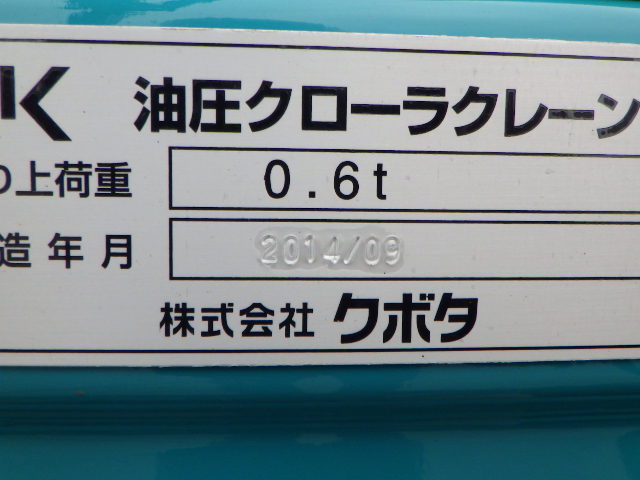 K 油圧クローラクレーン
の上荷重 0.6t
造年月 2014/09
株式会社クボタ